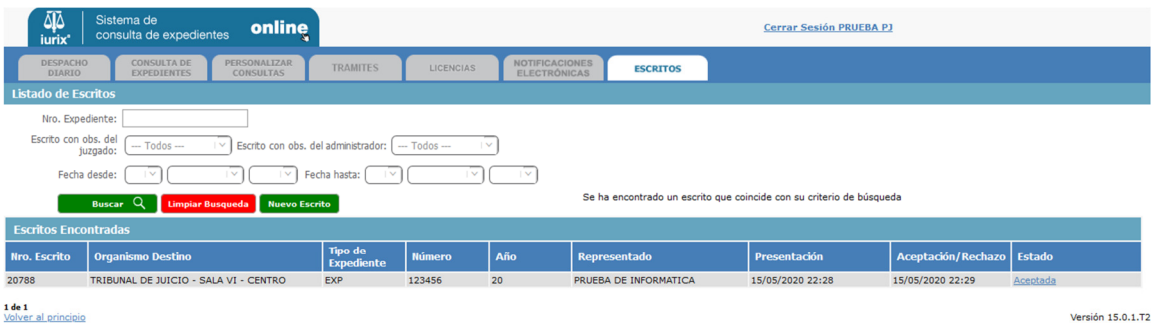 iurix®
Sistema de
consulta de expedientes
online
Cerrar Sesión PRUEBA PJ
DESPACHO
DIARIO
CONSULTA DE
EXPEDIENTES
PERSONALIZAR
CONSULTAS
TRAMITES
LICENCIAS
NOTIFICACIONES
ELECTRÓNICAS
ESCRITOS
Listado de Escritos
Nro. Expediente:
Escrito con obs. del
juzgado: --- Todos --- Escrito con obs. del administrador: --- Todos ---
Fecha desde: Fecha hasta:
Buscar Limpiar Busqueda Nuevo Escrito Se ha encontrado un escrito que coincide con su criterio de búsqueda
Escritos Encontradas
Nro. Escrito Organismo Destino Tipo de Expediente Número Año Representado Presentación Aceptación/Rechazo Estado
20788 TRIBUNAL DE JUICIO - SALA VI - CENTRO EXP 123456 20 PRUEBA DE INFORMATICA 15/05/2020 22:28 15/05/2020 22:29 Aceptada
1 de 1
Volver al principio Versión 15.0.1.T2